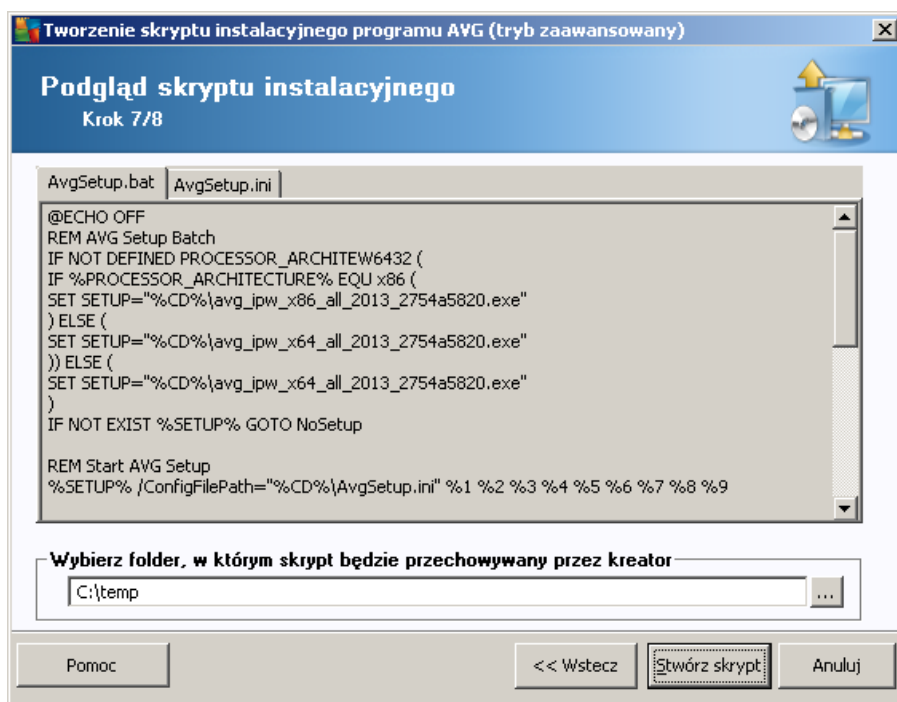 Tworzenie skryptu instalacyjnego programu AVG (tryb zaawansowany)
Podgląd skryptu instalacyjnego
Krok 7/8
AvgSetup.bat AvgSetup.ini
@ECHO OFF
REM AVG Setup Batch
IF NOT DEFINED PROCESSOR_ARCHITEW6432 (
IF %PROCESSOR_ARCHITECTURE% EQU x86 (
SET SETUP="%CD%\avg_ipw_x86_all_2013_2754a5820.exe"
) ELSE (
SET SETUP="%CD%\avg_ipw_x64_all_2013_2754a5820.exe"
)) ELSE (
SET SETUP="%CD%\avg_ipw_x64_all_2013_2754a5820.exe"
)
IF NOT EXIST %SETUP% GOTO NoSetup
REM Start AVG Setup
%SETUP% /ConfigFilePath="%CD%\AvgSetup.ini" %1 %2 %3 %4 %5 %6 %7 %8 %9
Wybierz folder, w którym skrypt będzie przechowywany przez kreator
C:\temp ...
Pomoc << Wstecz Stwórz skrypt Anuluj